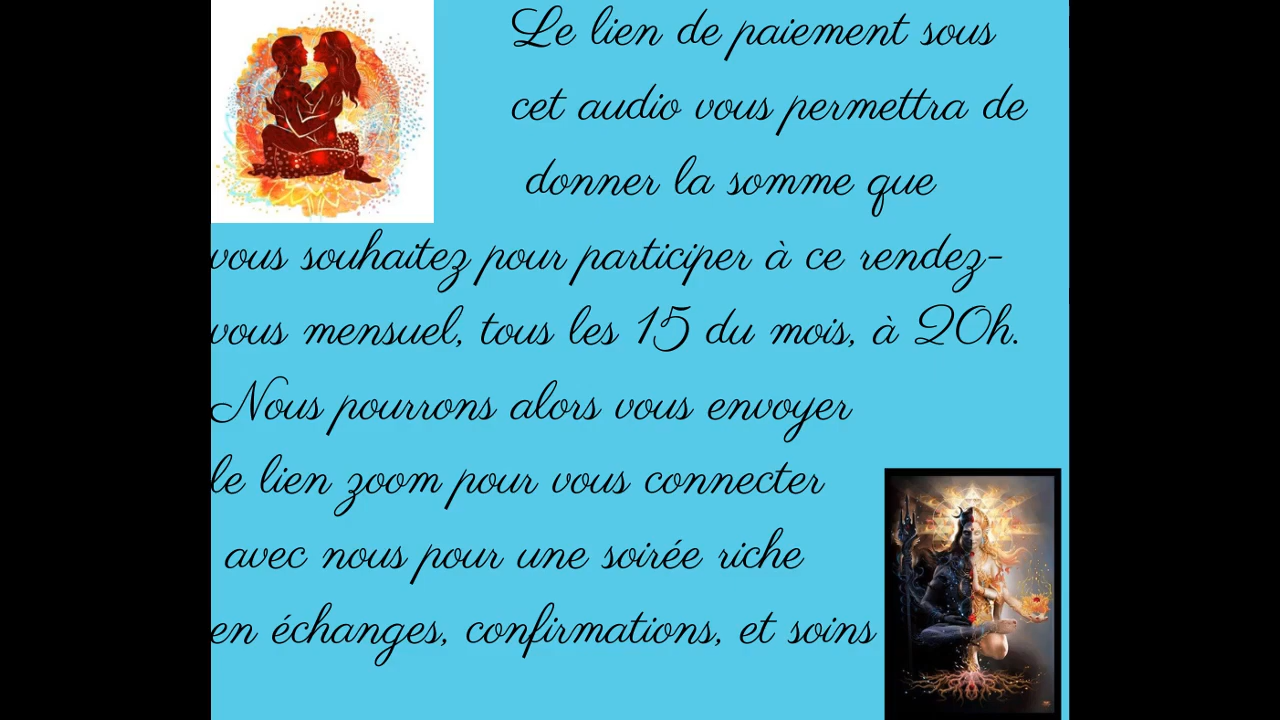 Le lien de paiement sous
cet audio vous permettra de
donner la somme que
vous souhaitez pour participer à ce rendez-
vous mensuel, tous les 15 du mois, à 20h.
Nous pourrons alors vous envoyer
le lien zoom pour vous connecter
avec nous pour une soirée riche
en échanges, confirmations, et soins